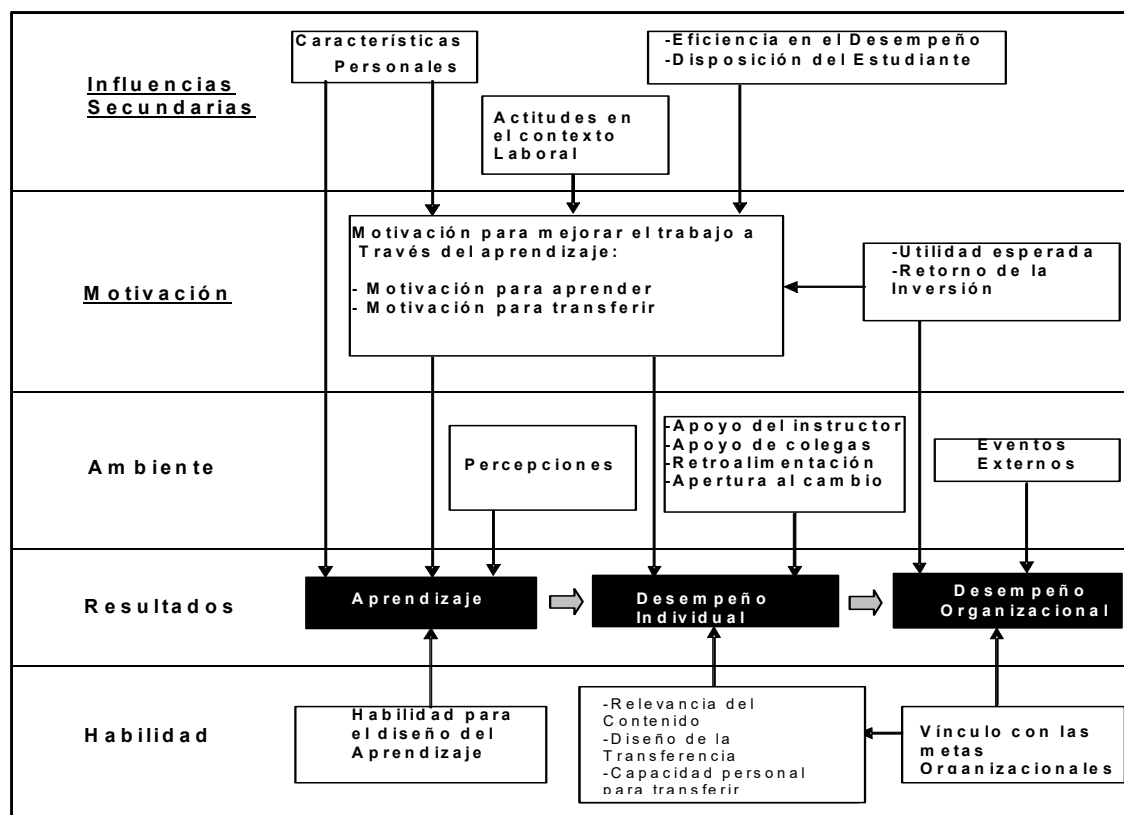 Característícas
Personales
-Eficiencia en el Desempeño
-Disposición del Estudiante
Influencias
Secundarias
Actitudes en
el contexto
Laboral
Motivación para mejorar el trabajo a
Través del aprendizaje:
- Motivación para aprender
- Motivación para transferir
-Utilidad esperada
-Retorno de la
Inversión
Motivación
Ambiente
Percepciones
-Apoyo del instructor
-Apoyo de colegas
-Retroalimentación
-Apertura al cambio
Eventos
Externos
Resultados
Aprendizaje
Desempeño
Individual
Desempeño
Organizacional
Habilidad
Habilidad para
el diseño del
Aprendizaje
-Relevancia del
Contenido
-Diseño de la
Transferencia
-Capacidad personal
para transferir
Vínculo con las
metas
Organizacionales